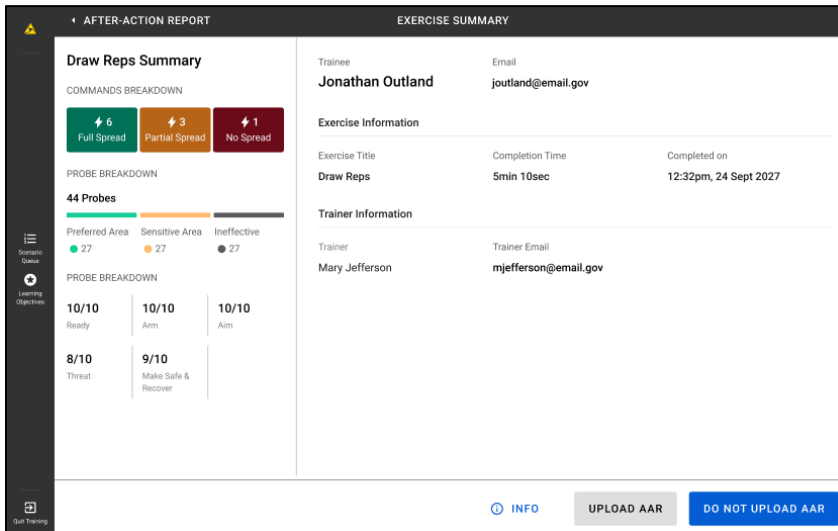 AFTER-ACTION REPORT
EXERCISE SUMMARY
Draw Reps Summary
COMMANDS BREAKDOWN
6
Full Spread
3
Partial Spread
1
No Spread
PROBE BREAKDOWN
44 Probes
Preferred Area
27
Sensitive Area
27
Ineffective
27
PROBE BREAKDOWN
10/10
Ready
10/10
Arm
10/10
Aim
8/10
Threat
9/10
Make Safe &
Recover
Trainee
Jonathan Outland
Email
joutland@email.gov
Exercise Information
Exercise Title
Draw Reps
Completion Time
5min 10sec
Completed on
12:32pm, 24 Sept 2027
Trainer Information
Trainer
Mary Jefferson
Trainer Email
mjefferson@email.gov
Scenario
Queue
Learning
Objectives
Quit Training
INFO
UPLOAD AAR
DO NOT UPLOAD AAR